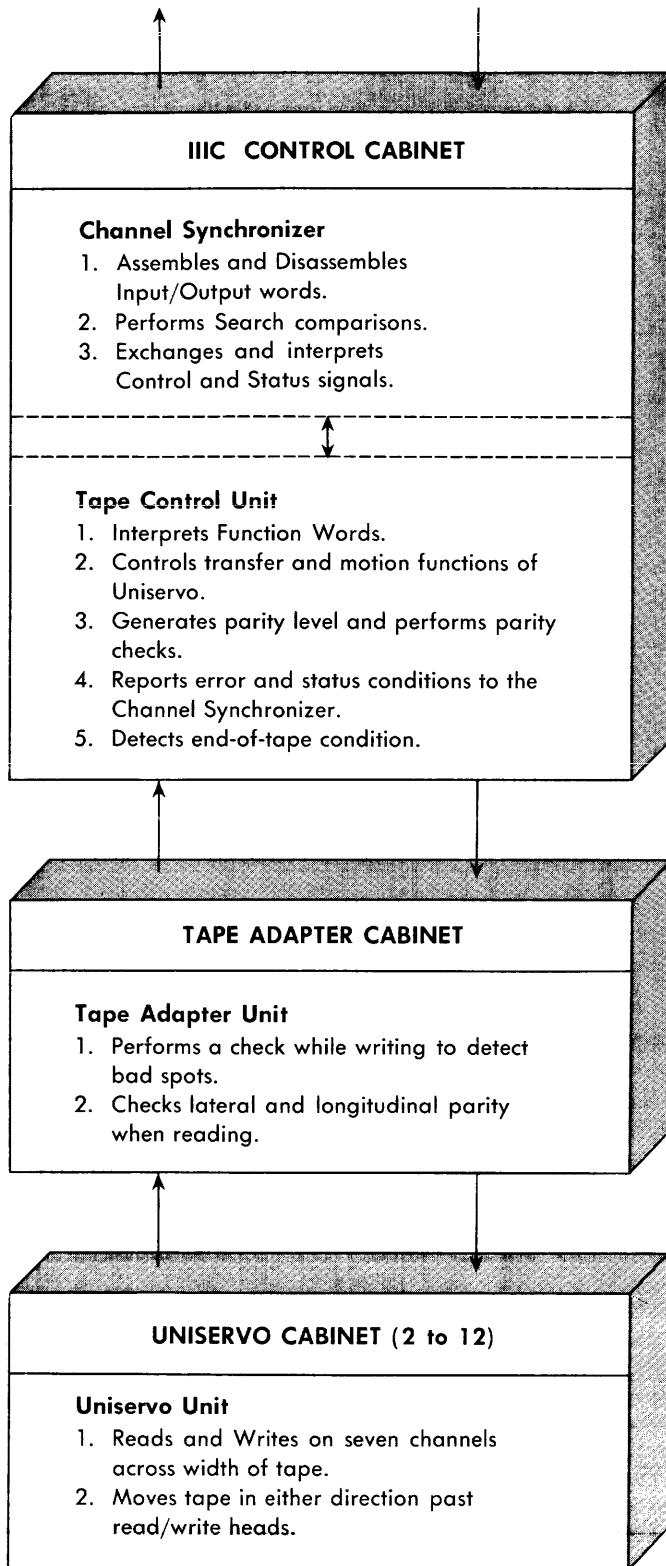 IIIC CONTROL CABINET
Channel Synchronizer
1. Assembles and Disassembles
Input/Output words.
2. Performs Search comparisons.
3. Exchanges and interprets
Control and Status signals.
Tape Control Unit
1. Interprets Function Words.
2. Controls transfer and motion functions of
Uniservo.
3. Generates parity level and performs parity
checks.
4. Reports error and status conditions to the
Channel Synchronizer.
5. Detects end-of-tape condition.
TAPE ADAPTER CABINET
Tape Adapter Unit
1. Performs a check while writing to detect
bad spots.
2. Checks lateral and longitudinal parity
when reading.
UNISERVO CABINET (2 to 12)
Uniservo Unit
1. Reads and Writes on seven channels
across width of tape.
2. Moves tape in either direction past
read/write heads.